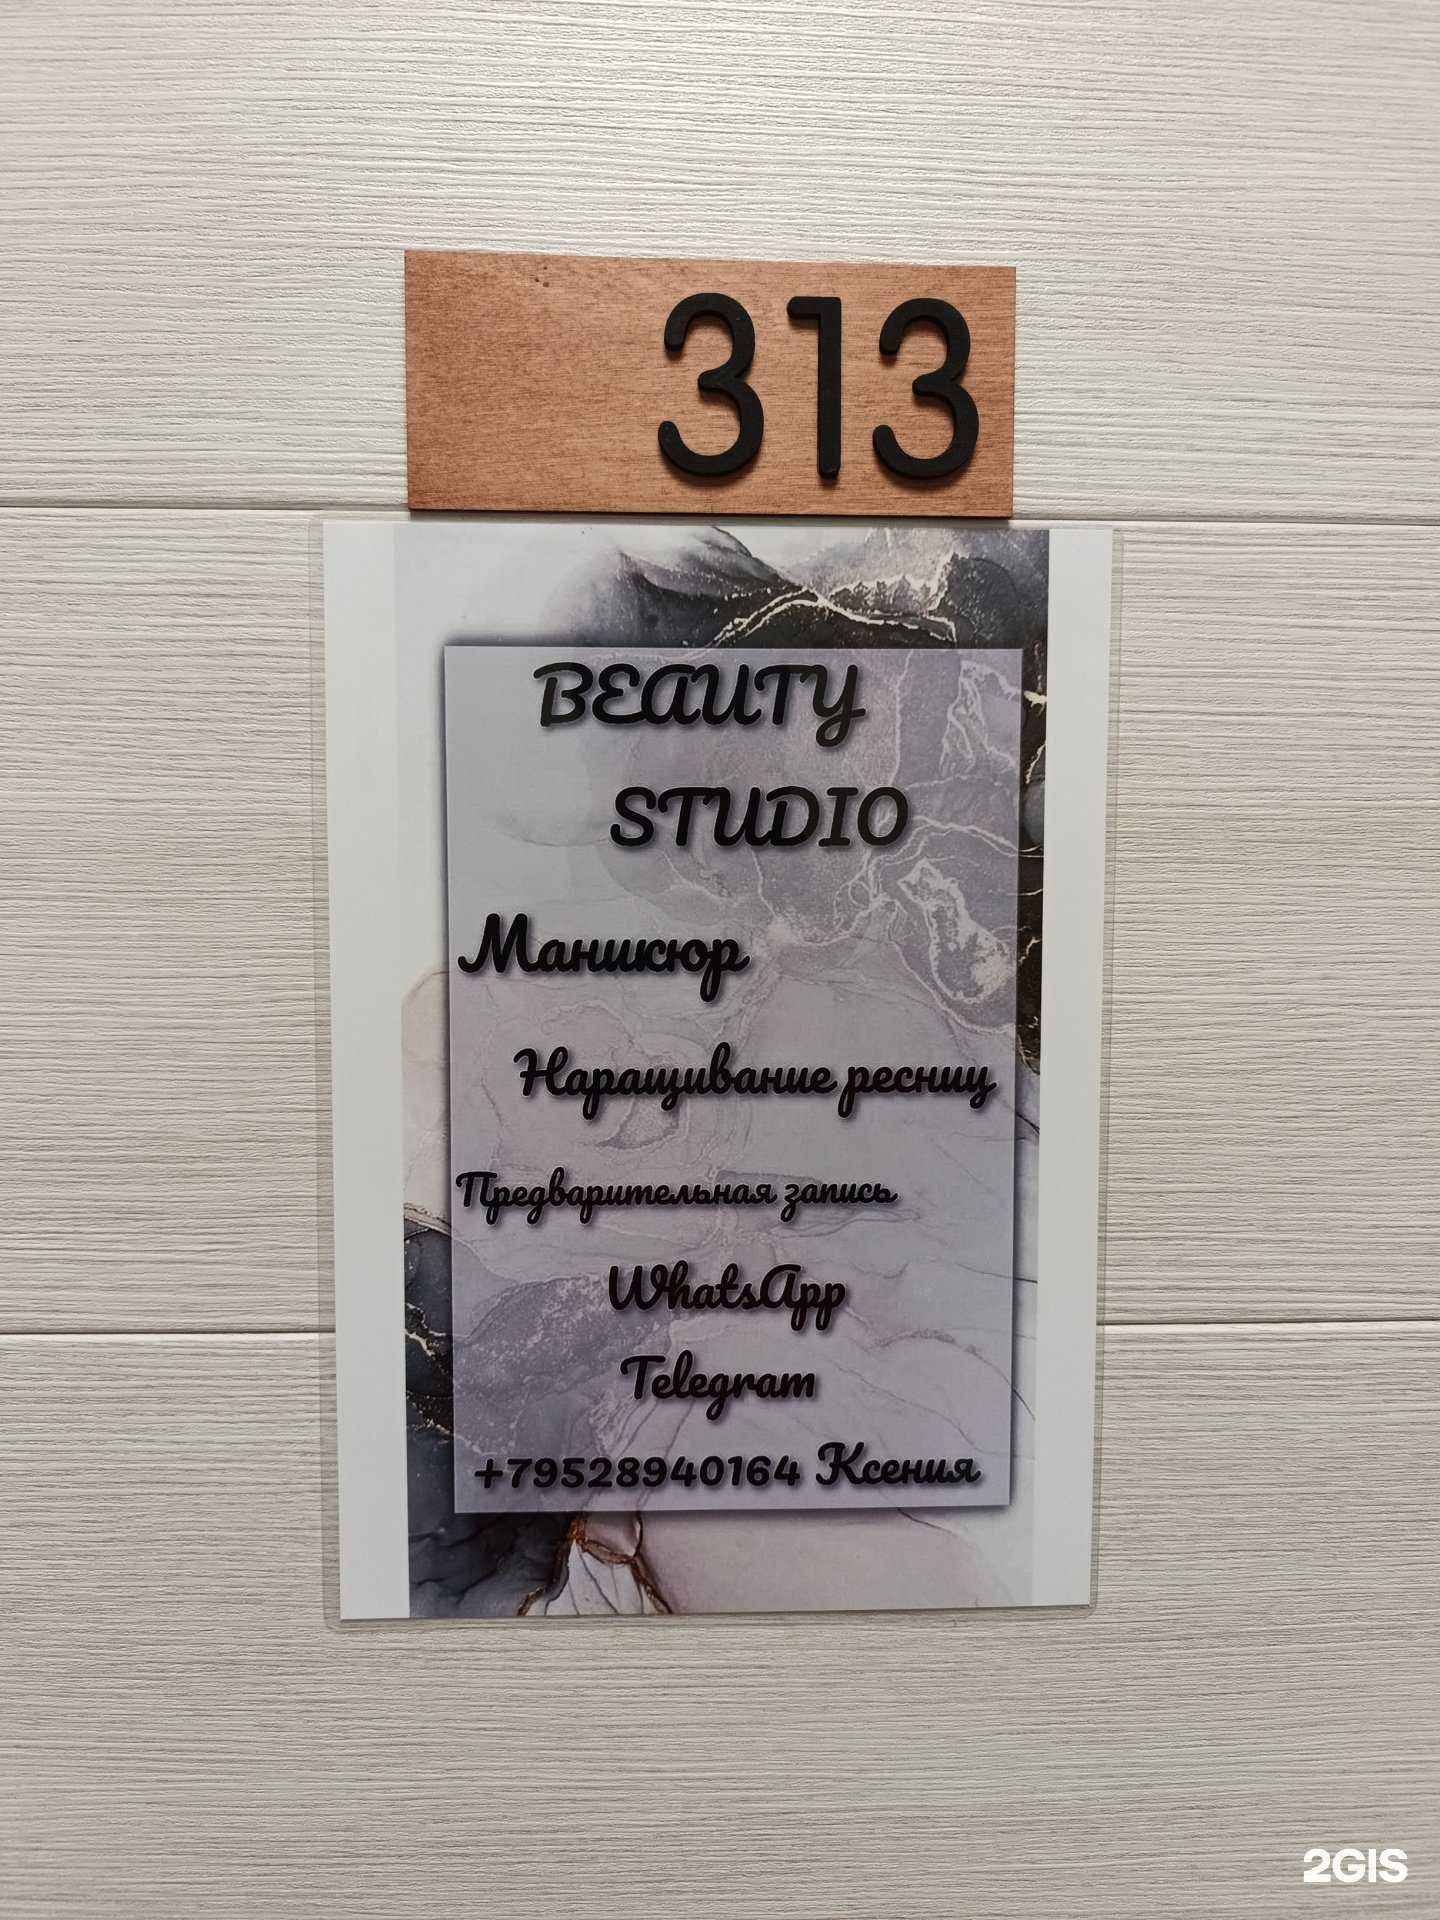 313
BEAUTY
STUDIO
Маникюр
Наращивание ресниц
Предварительная запись
WhatsApp
Telegram
+79528940164 Ксения
2GIS